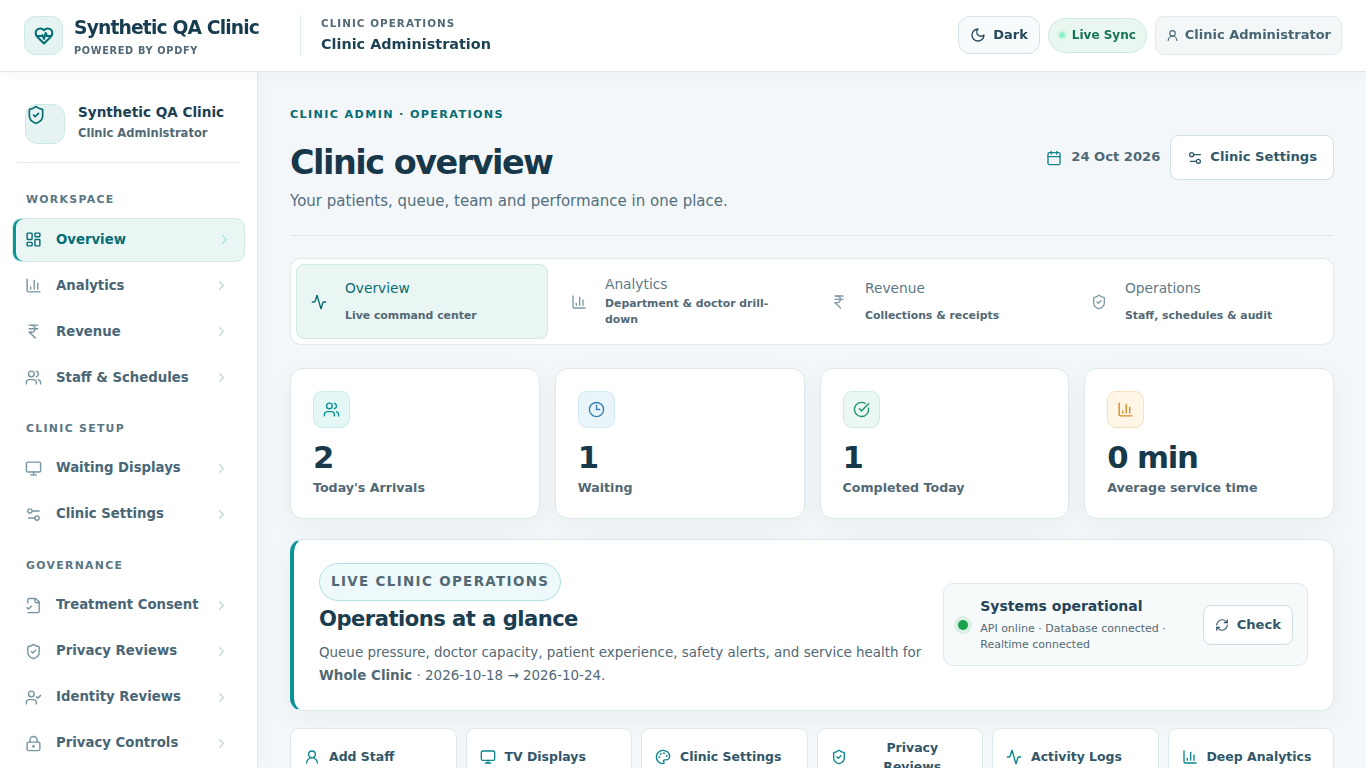 Synthetic QA Clinic
POWERED BY OPDFY
CLINIC OPERATIONS
Clinic Administration
Dark
Live Sync
Clinic Administrator
Synthetic QA Clinic
Clinic Administrator
WORKSPACE
Overview
Analytics
Revenue
Staff & Schedules
CLINIC SETUP
Waiting Displays
Clinic Settings
GOVERNANCE
Treatment Consent
Privacy Reviews
Identity Reviews
Privacy Controls
CLINIC ADMIN · OPERATIONS
Clinic overview
Your patients, queue, team and performance in one place.
24 Oct 2026
Clinic Settings
Overview
Live command center
Analytics
Department & doctor drill-
down
Revenue
Collections & receipts
Operations
Staff, schedules & audit
2
Today's Arrivals
1
Waiting
1
Completed Today
0 min
Average service time
LIVE CLINIC OPERATIONS
Operations at a glance
Queue pressure, doctor capacity, patient experience, safety alerts, and service health for
Whole Clinic · 2026-10-18 → 2026-10-24.
Systems operational
API online · Database connected ·
Realtime connected
Check
Add Staff
TV Displays
Clinic Settings
Privacy
Reviews
Activity Logs
Deep Analytics